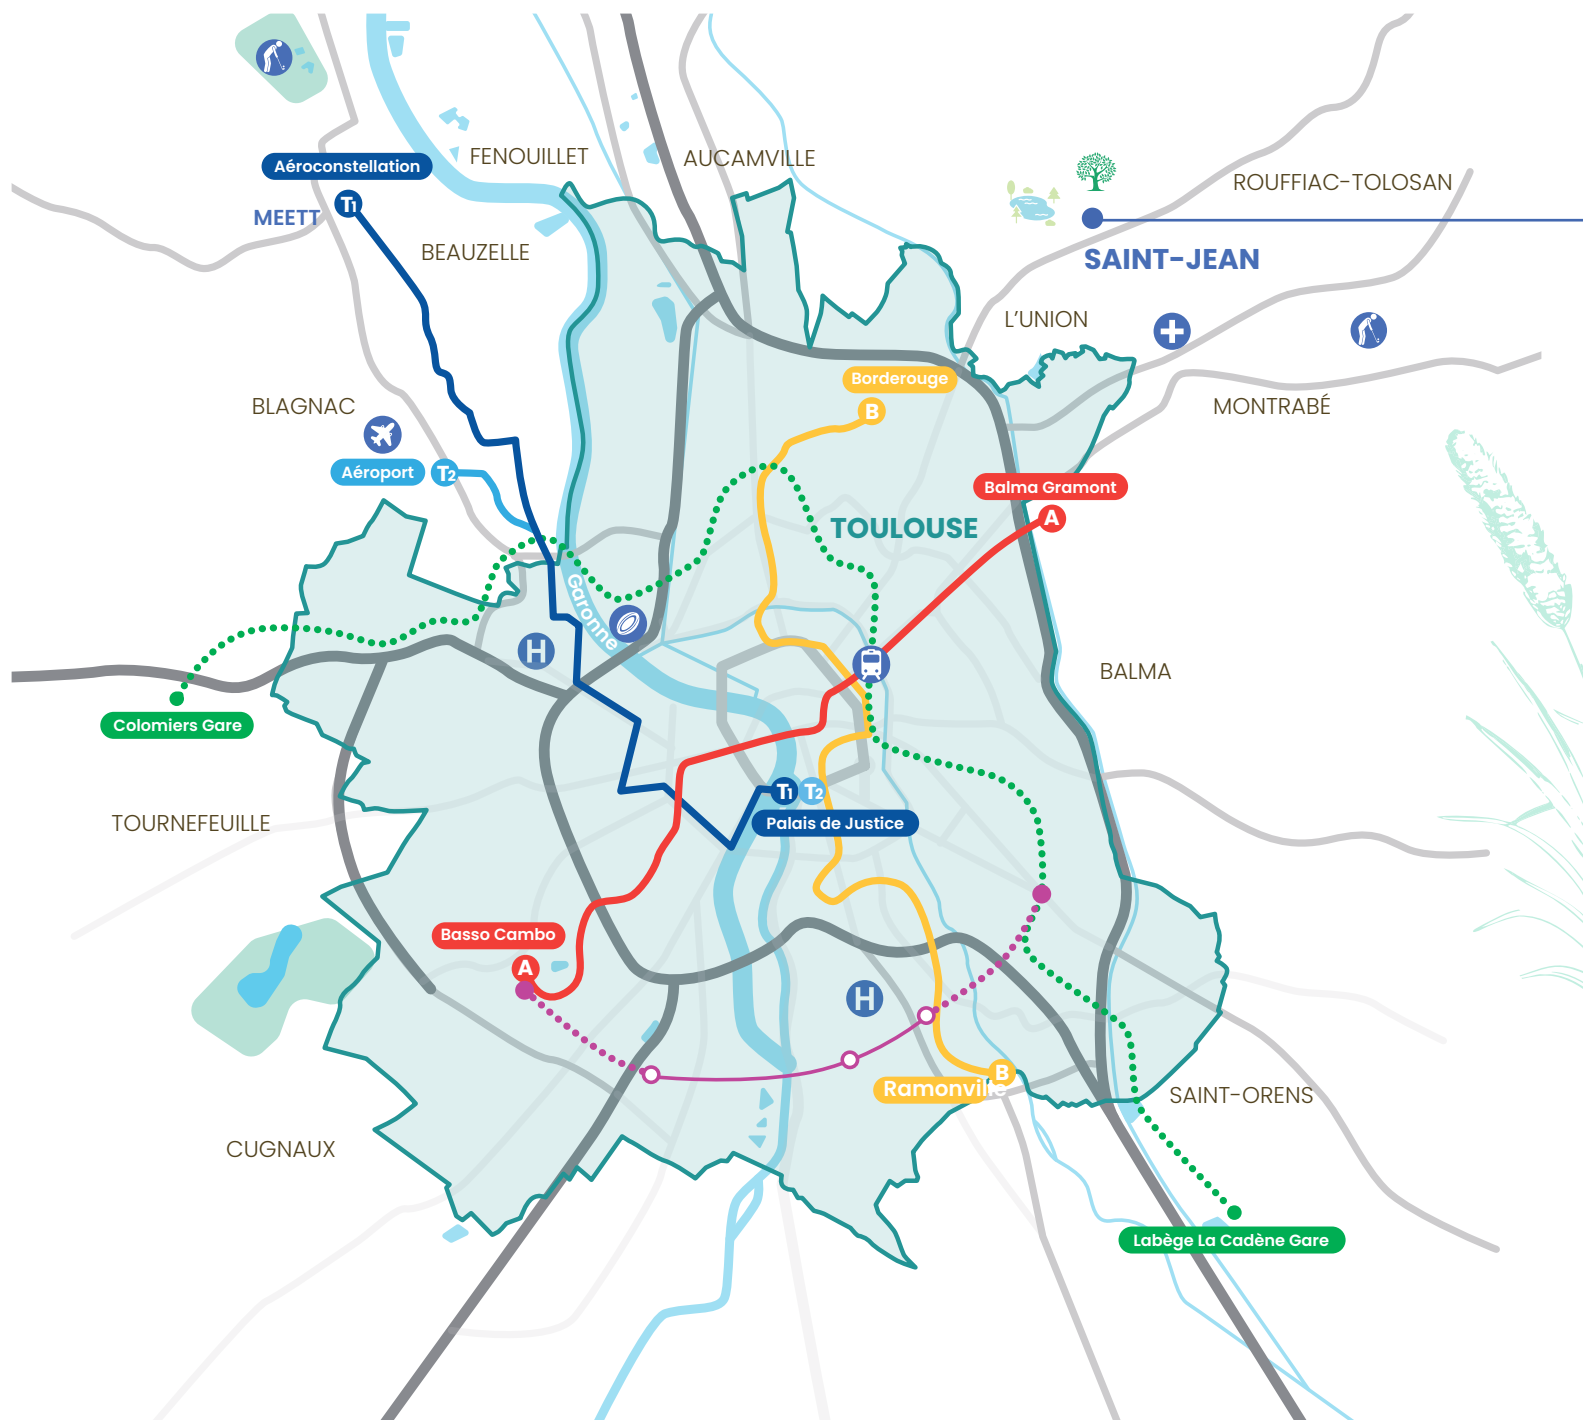 FENOUILLET
AUCAMVILLE
Aéroconstellation
ROUFFIAC-TOLOSAN
T1
MEETT
BEAUZELLE
SAINT-JEAN
L'UNION
Borderouge
B
BLAGNAC
MONTRABÉ
Aéroport
T2
Balma Gramont
A
TOULOUSE
Garonne
H
BALMA
Colomiers Gare
T1
T2
Palais de Justice
TOURNEFEUILLE
Basso Cambo
A
H
B
Ramonville
SAINT-ORENS
CUGNAUX
Labège La Cadène Gare